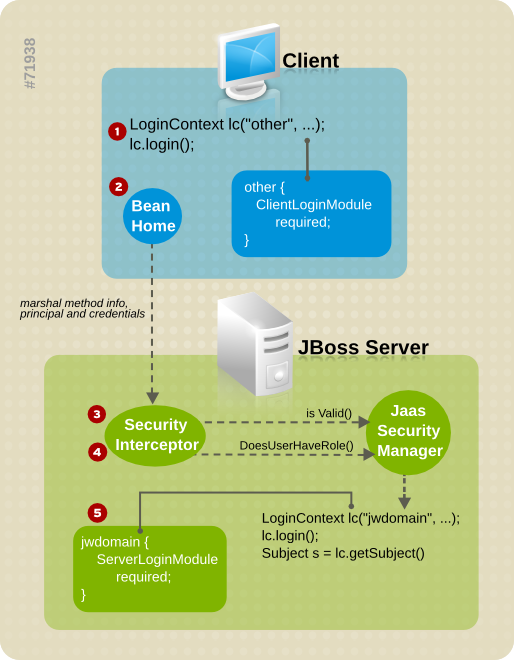 #71938
Client
1
LoginContext lc("other", ...);
lc.login();
other {
ClientLoginModule
required;
}
2
Bean
Home
marshal method info,
principal and credentials
JBoss Server
3
4
Security
Interceptor
is Valid()
DoesUserHaveRole()
Jaas
Security
Manager
5
LoginContext lc("jwdomain", ...);
lc.login();
Subject s = lc.getSubject()
jwdomain {
ServerLoginModule
required;
}